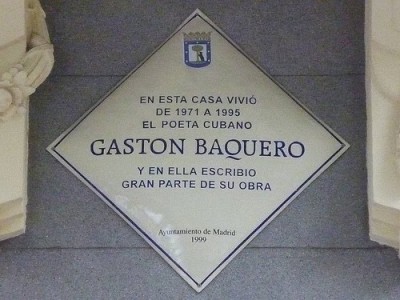 EN ESTA CASA VIVIÓ
DE 1971 A 1995
EL POETA CUBANO
GASTON BAQUERO
Y EN ELLA ESCRIBIO
GRAN PARTE DE SU OBRA
Ayuntamiento de Madrid
1999